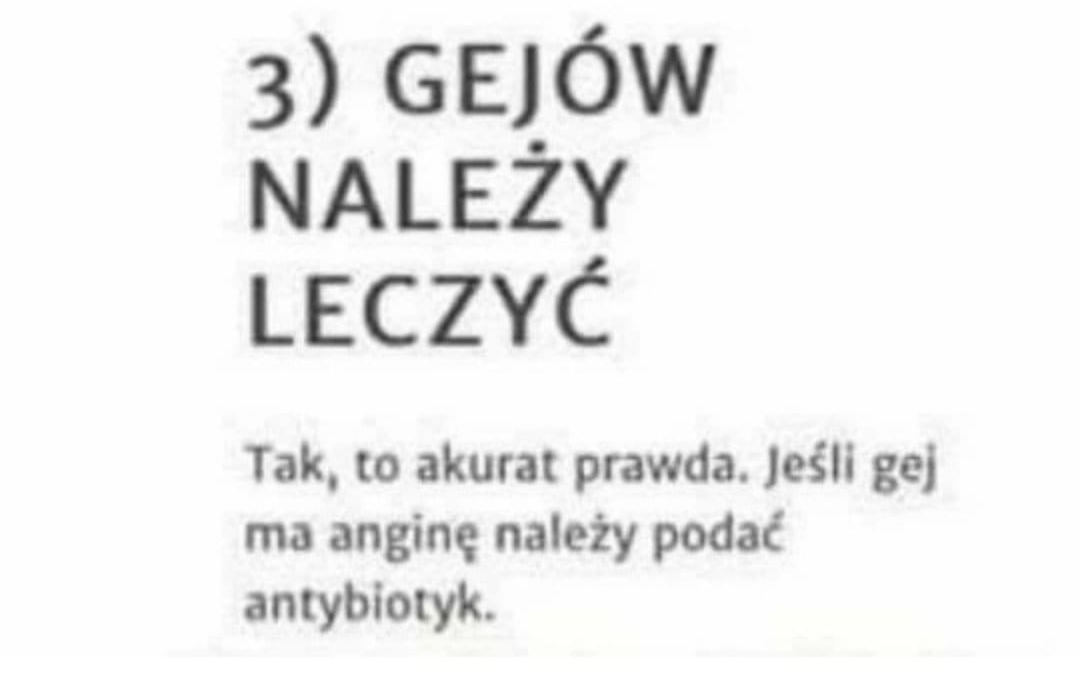 3) GEJÓW
NALEŻY
LECZYĆ
Tak, to akurat prawda. Jeśli gej
ma anginę należy podać
antybiotyk.